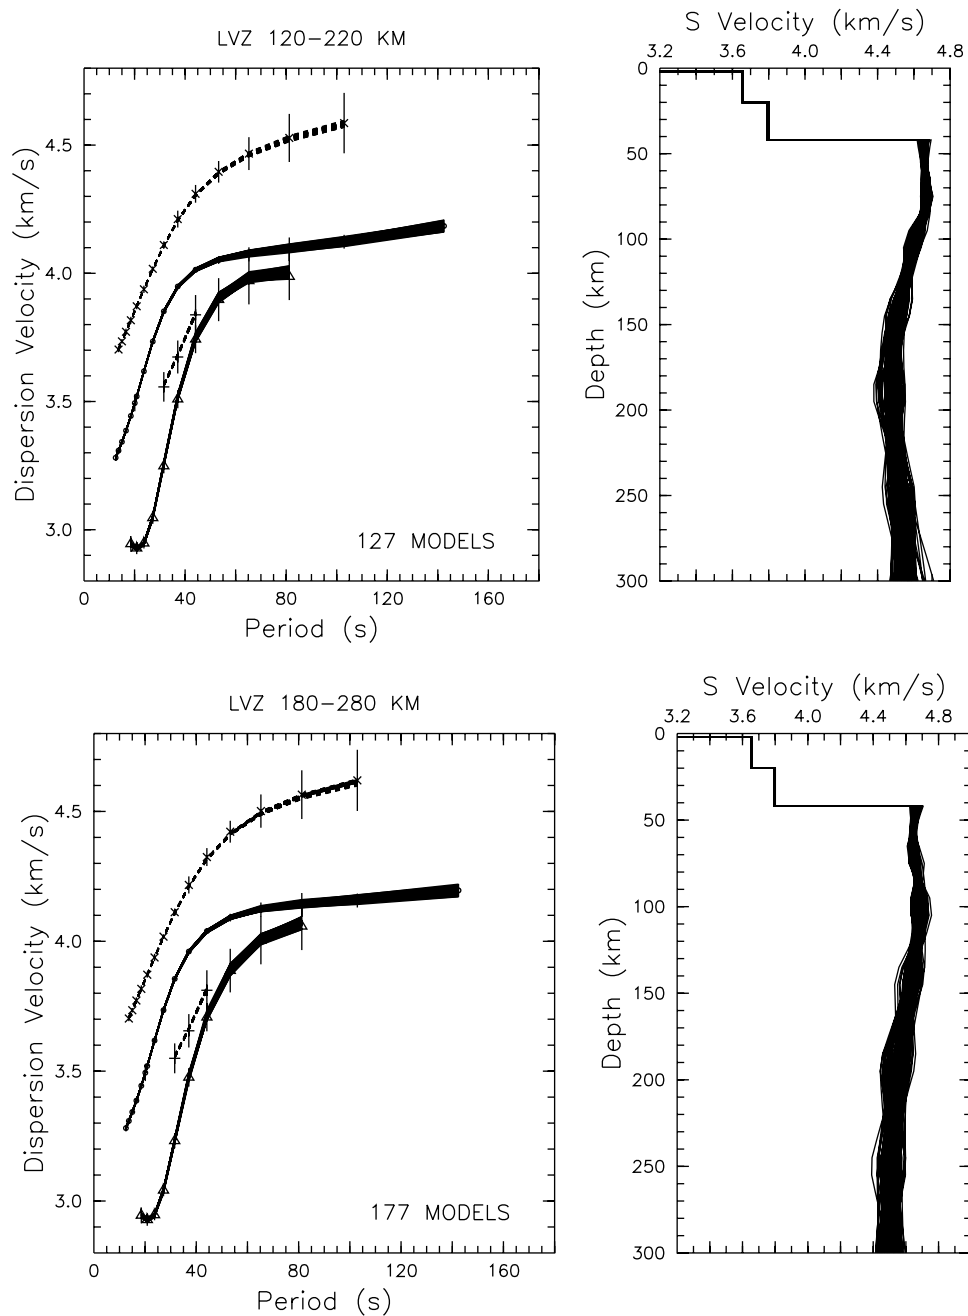 LVZ 120–220 KM
4.5
4.0
3.5
3.0
Dispersion Velocity (km/s)
127 MODELS
0 40 80 120 160
Period (s)
S Velocity (km/s)
3.2 3.6 4.0 4.4 4.8
0
50
100
150
200
250
300
Depth (km)
LVZ 180–280 KM
4.5
4.0
3.5
3.0
Dispersion Velocity (km/s)
177 MODELS
0 40 80 120 160
Period (s)
S Velocity (km/s)
3.2 3.6 4.0 4.4 4.8
0
50
100
150
200
250
300
Depth (km)